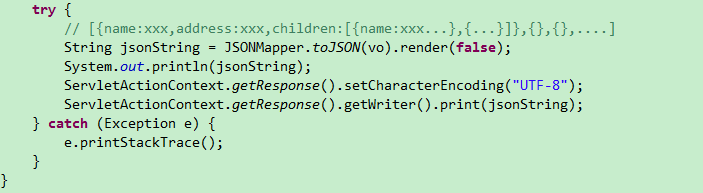 try {
// [{name:xxx,address:xxx,children:[{name:xxx...},{...}]},{},{},....]
String jsonString = JSONMapper.toJSON(vo).render(false);
System.out.println(jsonString);
ServletActionContext.getResponse().setCharacterEncoding("UTF-8");
ServletActionContext.getResponse().getWriter().print(jsonString);
} catch (Exception e) {
e.printStackTrace();
}
}